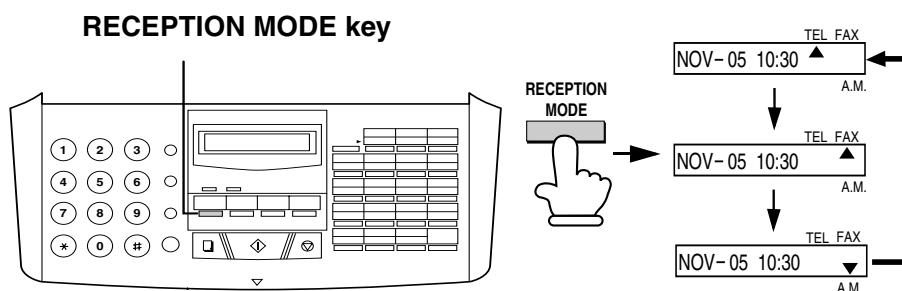 RECEPTION MODE key
1 2 3
4 5 6
7 8 9
* 0 #
RECEPTION
MODE
TEL FAX
NOV- 05 10:30 ▲
A.M.
TEL FAX
NOV- 05 10:30 ▲
A.M.
TEL FAX
NOV- 05 10:30 ▼
A.M.